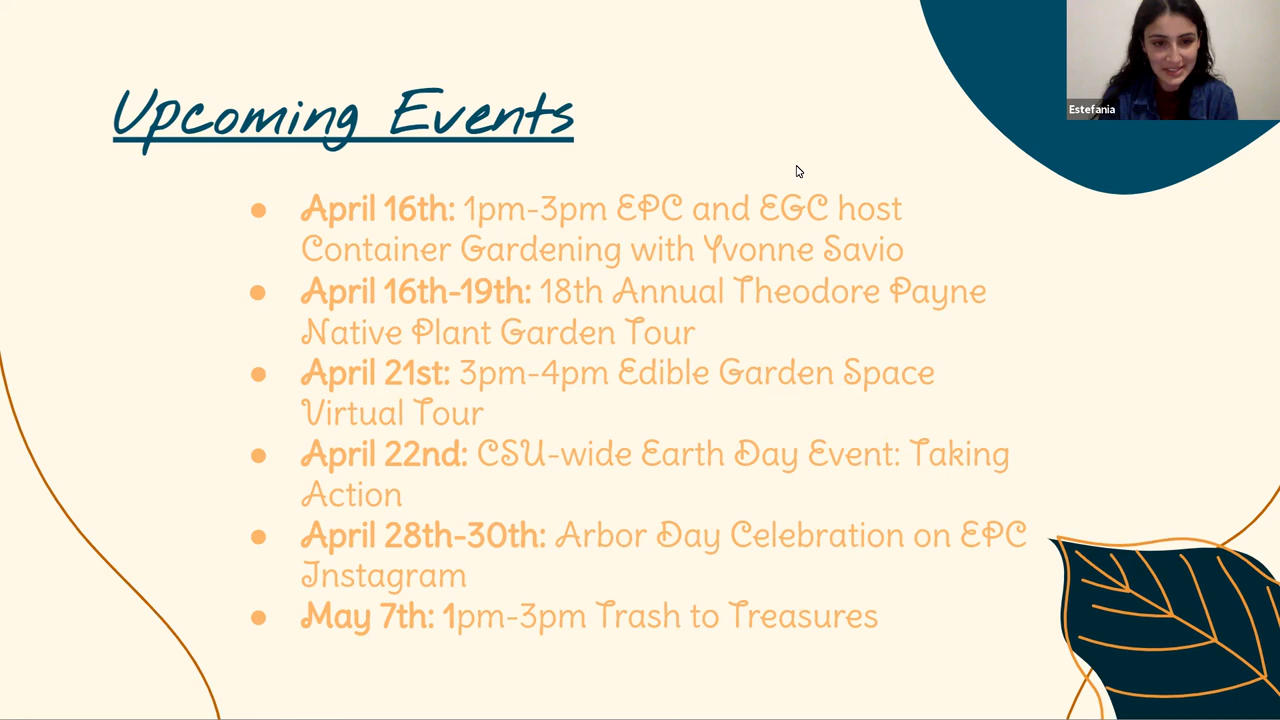 Upcoming Events
Estefania
● April 16th: 1pm-3pm EPC and EGC host
Container Gardening with Yvonne Savio
● April 16th-19th: 18th Annual Theodore Payne
Native Plant Garden Tour
● April 21st: 3pm-4pm Edible Garden Space
Virtual Tour
● April 22nd: CSU-wide Earth Day Event: Taking
Action
● April 28th-30th: Arbor Day Celebration on EPC
Instagram
● May 7th: 1pm-3pm Trash to Treasures